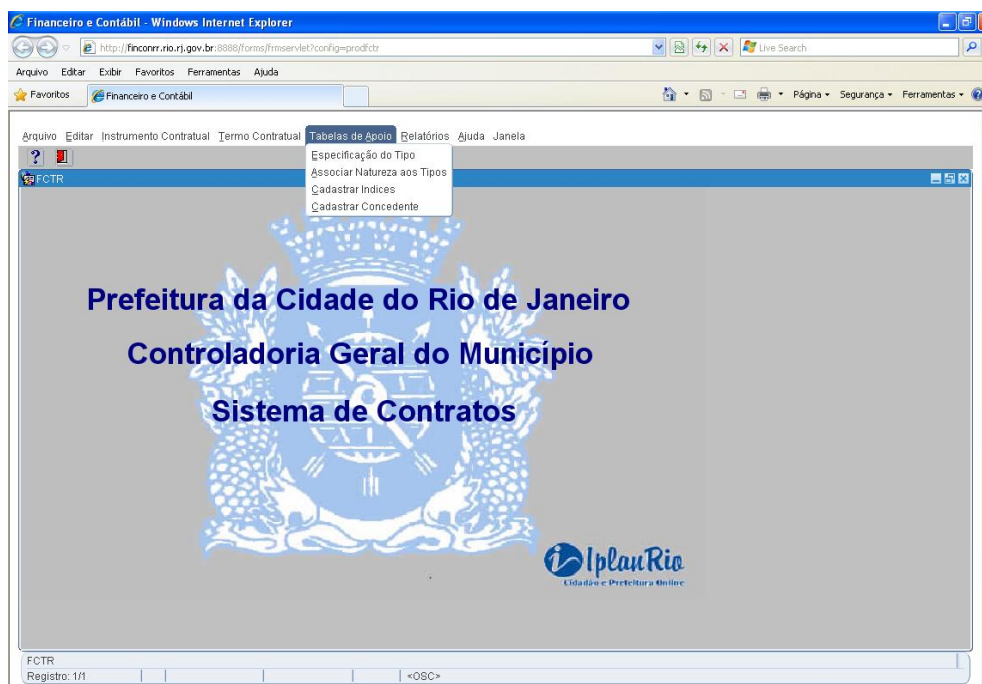 Financeiro e Contábil - Windows Internet Explorer
http://finconrr.rio.rj.gov.br:8888/forms/frmservlet?config=prodfctr
Live Search
Arquivo Editar Exibir Favoritos Ferramentas Ajuda
Favoritos Financeiro e Contábil Página Segurança Ferramentas
Arquivo Editar Instrumento Contratual Termo Contratual Tabelas de Apoio Relatórios Ajuda Janela
Especificação do Tipo
Associar Natureza aos Tipos
Cadastrar Indices
Cadastrar Concedente
FCTR
Prefeitura da Cidade do Rio de Janeiro
Controladoria Geral do Município
Sistema de Contratos
IplanRio
Cidadão e Prefeitura Online
FCTR
Registro: 1/1 <OSC>